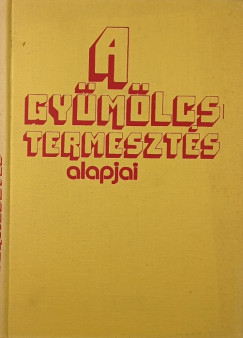 A
GYÜMÖLCS-
TERMESZTÉS
alapjai